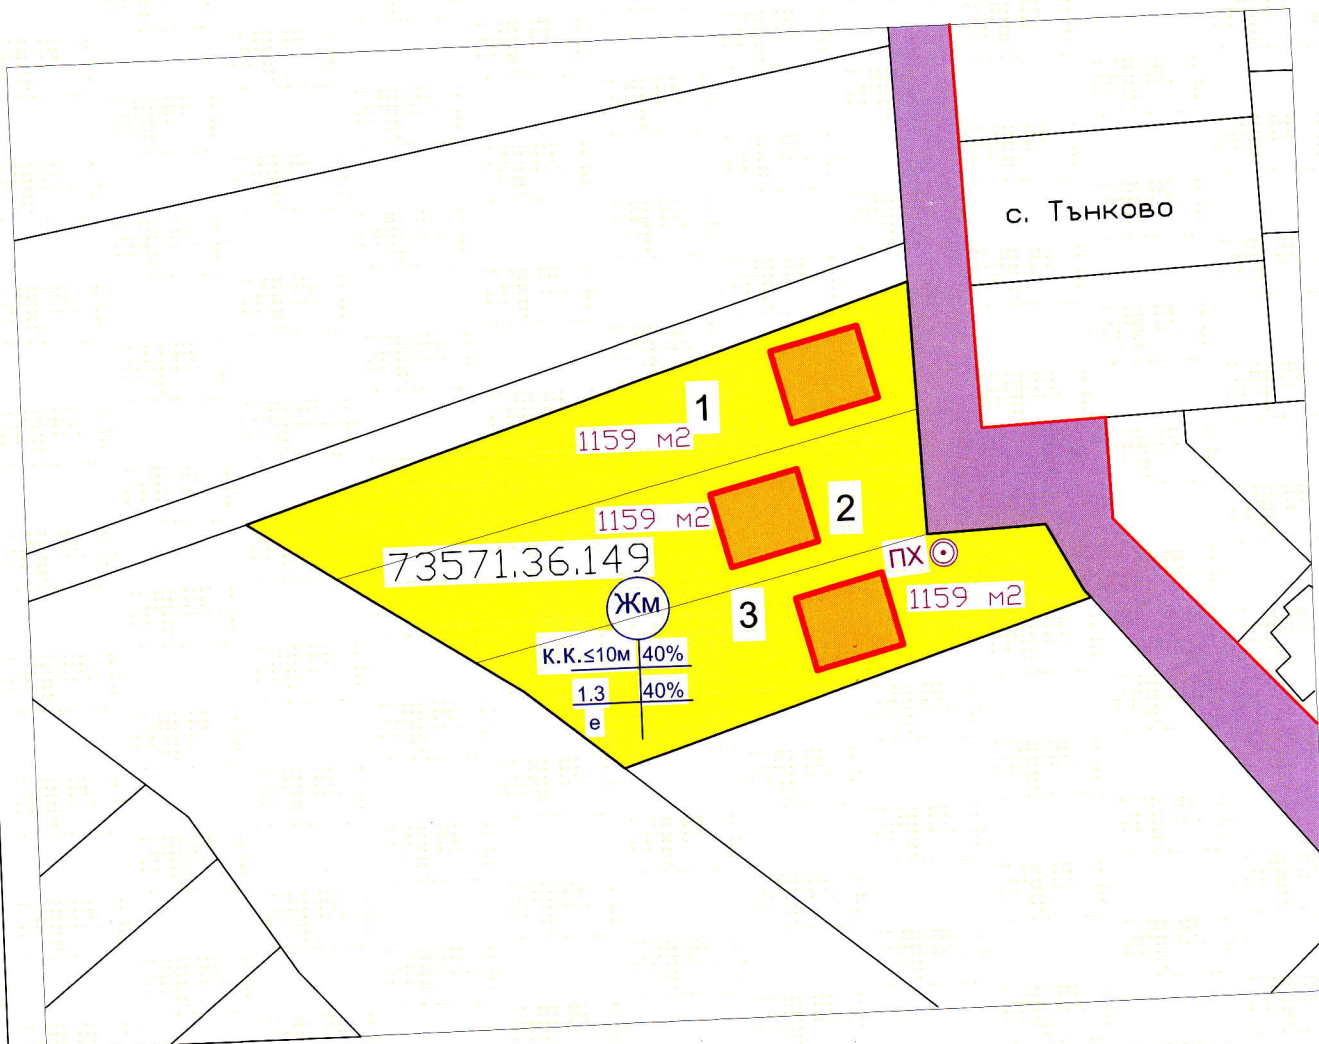 с. Тънково
1
1159 м2
2
1159 м2
73571.36.149
ПХ
Жм
3
1159 м2
К.К.≤10м 40%
1.3 40%
е